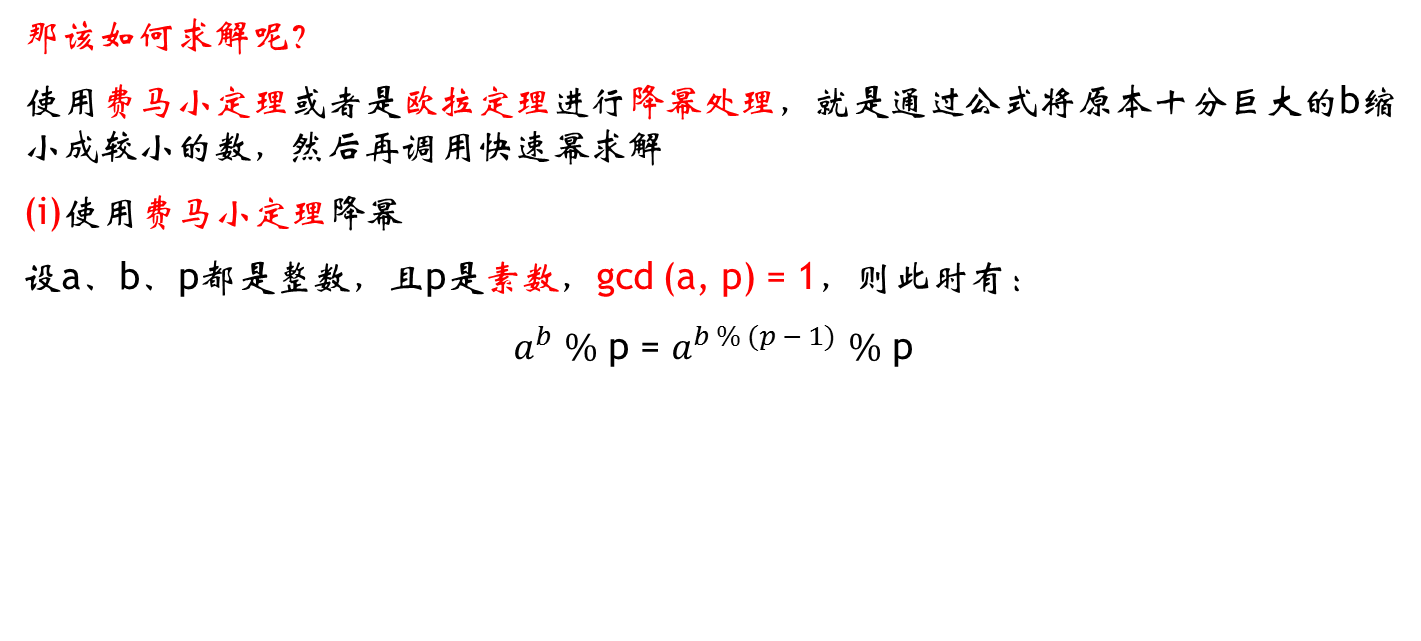 那该如何求解呢?
使用费马小定理或者是欧拉定理进行降幂处理，就是通过公式将原本十分巨大的b缩
小成较小的数，然后再调用快速幂求解
(i)使用费马小定理降幂
设a、b、p都是整数，且p是素数，gcd (a, p) = 1，则此时有：
a^b % p = a^{b % (p − 1)} % p